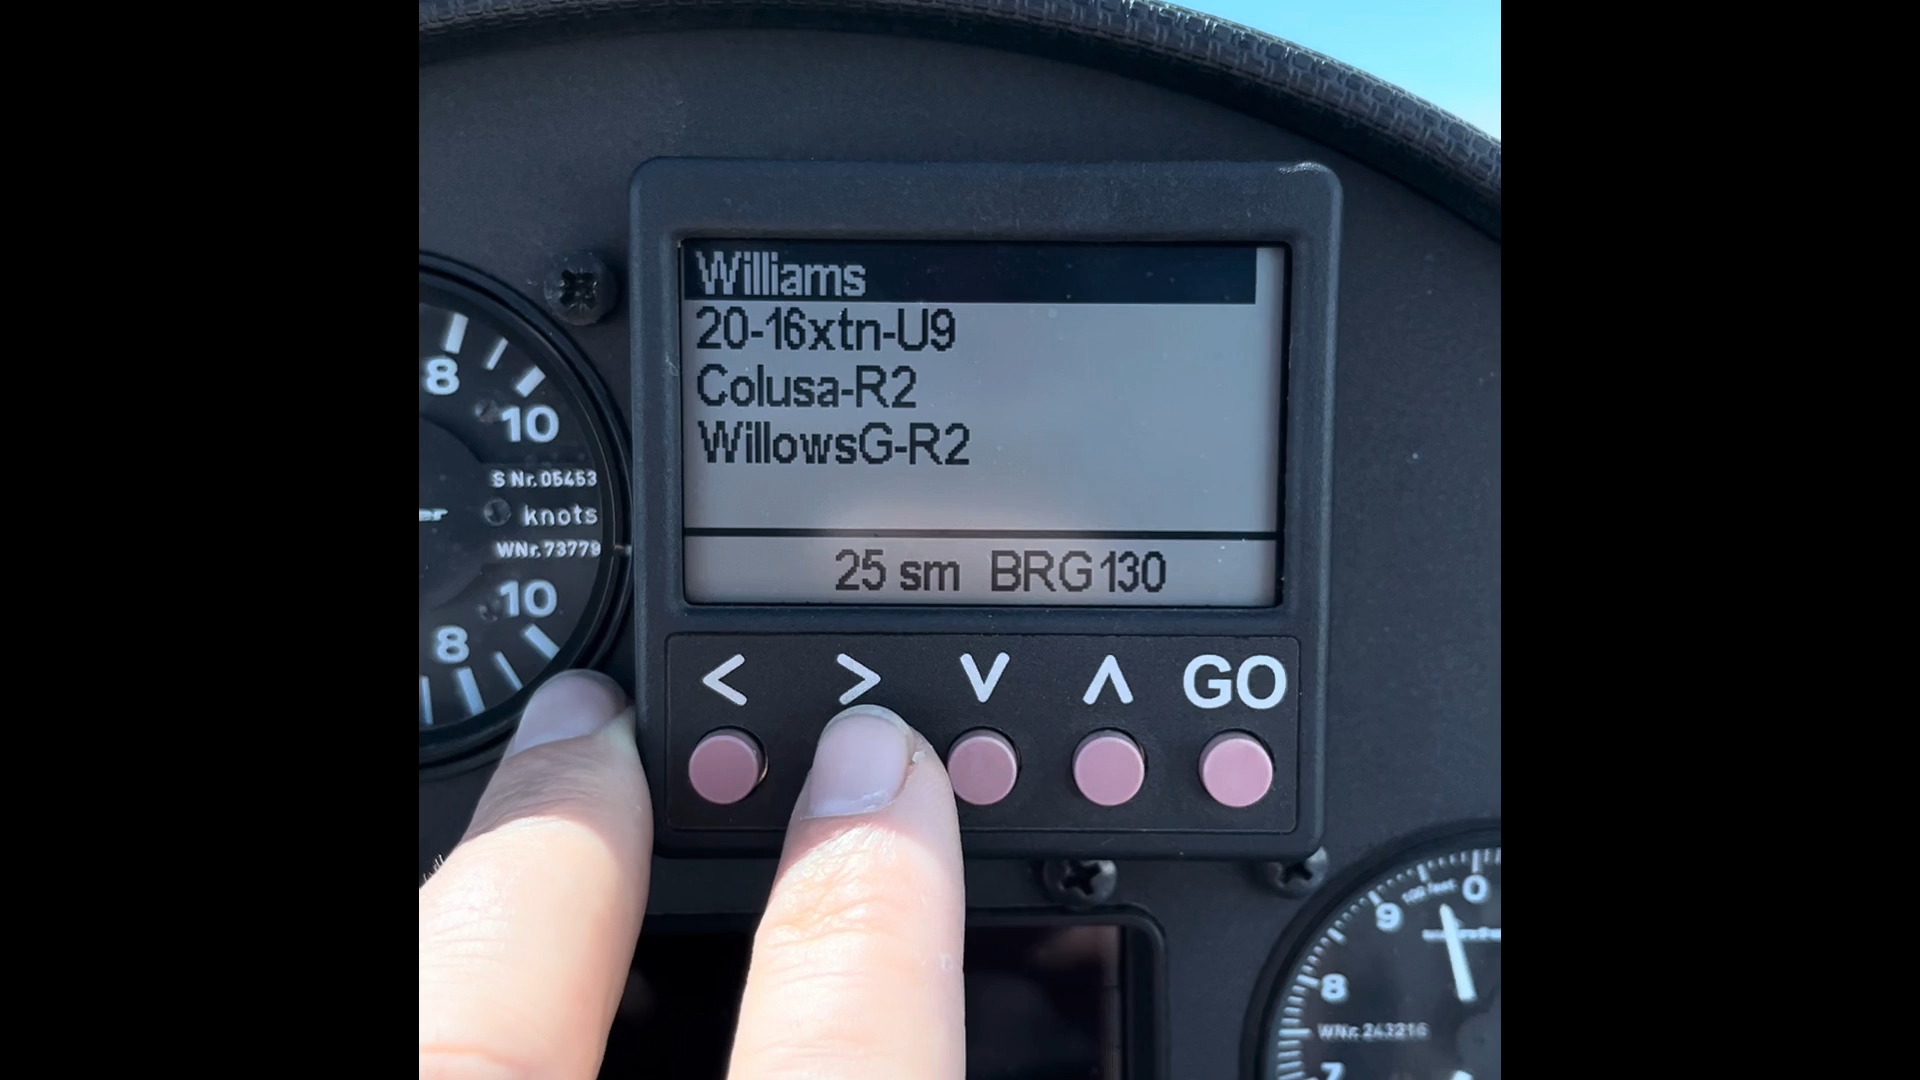 Williams
20-16xtn-U9
Colusa-R2
WillowsG-R2
25 sm BRG 130
< > V Λ GO
8
10
S Nr. 05453
knots
WNr. 73779
10
8
0
9
8
WNr. 243216
7